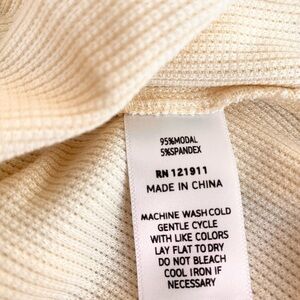 95%MODAL
5%SPANDEX
RN 121911
MADE IN CHINA
MACHINE WASH COLD
GENTLE CYCLE
WITH LIKE COLORS
LAY FLAT TO DRY
DO NOT BLEACH
COOL IRON IF
NECESSARY